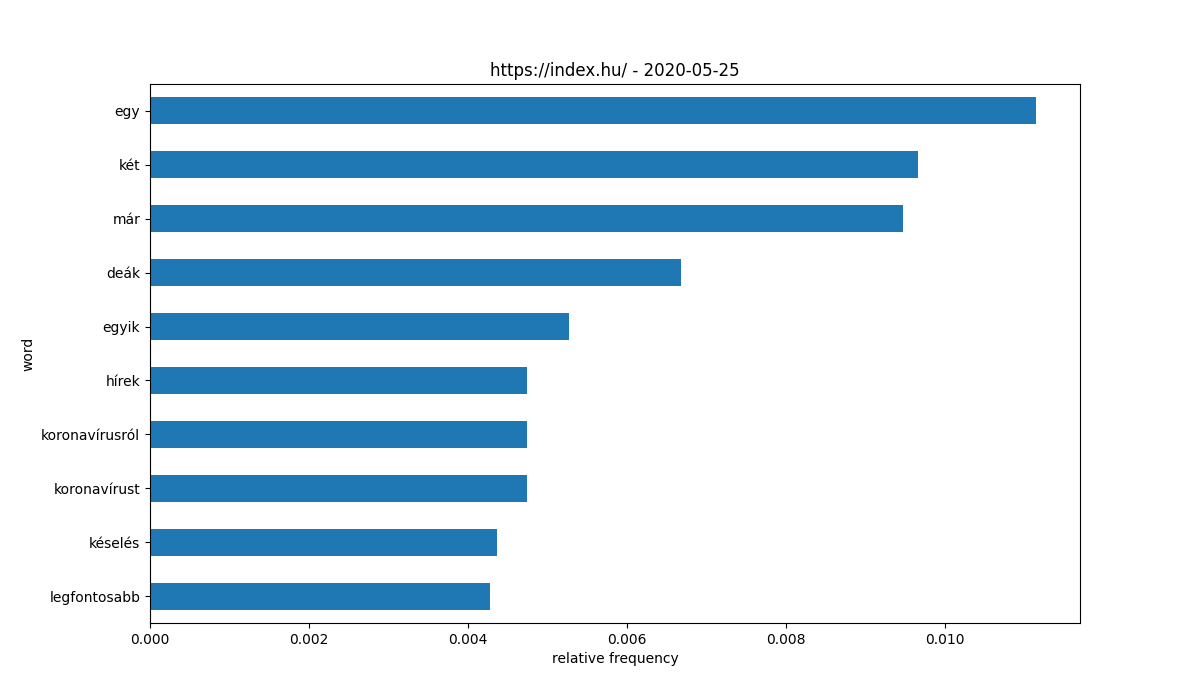 https://index.hu/ - 2020-05-25
egy
két
már
deák
egyik
hírek
koronavírusról
koronavírust
késelés
legfontosabb
word
0.000 0.002 0.004 0.006 0.008 0.010
relative frequency